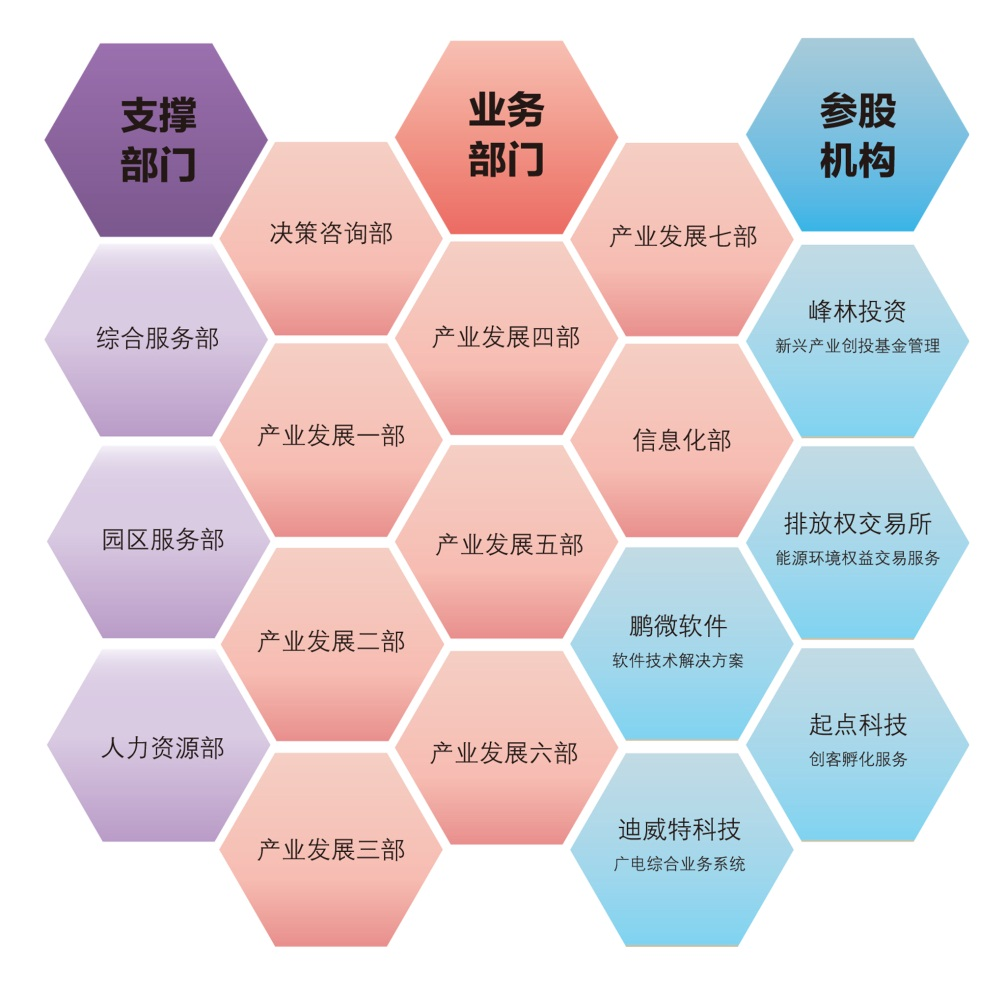 支撑
部门
业务
部门
参股
机构
决策咨询部
产业发展七部
综合服务部
产业发展四部
峰林投资
新兴产业创投基金管理
产业发展一部
信息化部
园区服务部
产业发展五部
排放权交易所
能源环境权益交易服务
产业发展二部
鹏微软件
软件技术解决方案
人力资源部
产业发展六部
起点科技
创客孵化服务
产业发展三部
迪威特科技
广电综合业务系统